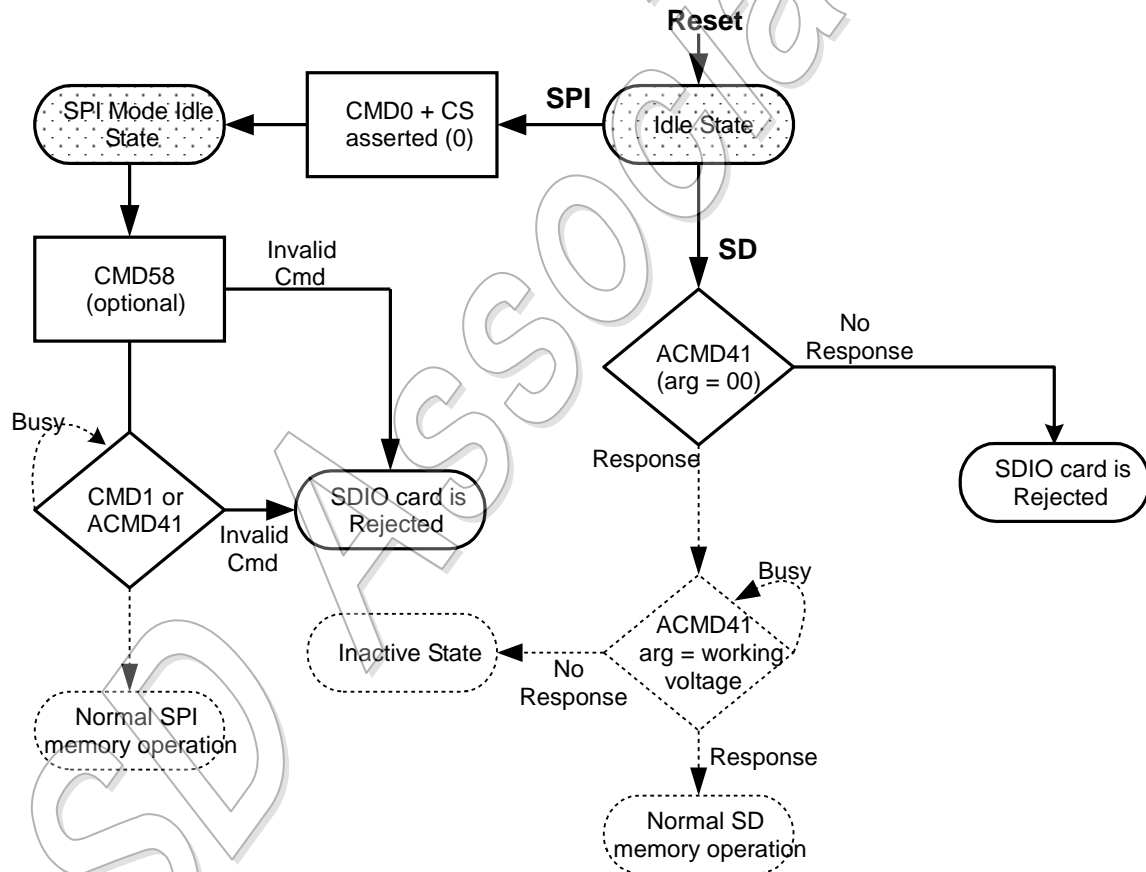 Reset
SPI Mode Idle
State
CMD0 + CS
asserted (0)
SPI
Idle State
CMD58
(optional)
Invalid
Cmd
SD
ACMD41
(arg = 00)
No
Response
Busy
CMD1 or
ACMD41
Invalid
Cmd
SDIO card is
Rejected
Response
SDIO card is
Rejected
Inactive State
No
Response
ACMD41
arg = working
voltage
Busy
Normal SPI
memory operation
Response
Normal SD
memory operation
SD Associa